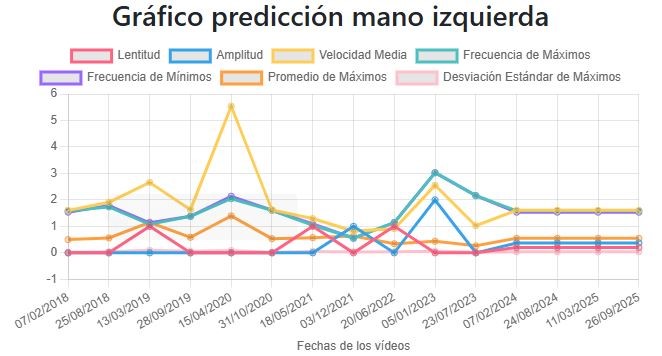 Gráfico predicción mano izquierda
Lentitud Amplitud Velocidad Media Frecuencia de Máximos
Frecuencia de Mínimos Promedio de Máximos Desviación Estándar de Máximos
6
5
4
3
2
1
0
-1
07/02/2018 25/08/2018 13/03/2019 28/09/2019 15/04/2020 31/10/2020 18/05/2021 03/12/2021 20/06/2022 05/01/2023 23/07/2023 07/02/2024 24/08/2024 11/03/2025 26/09/2025
Fechas de los vídeos